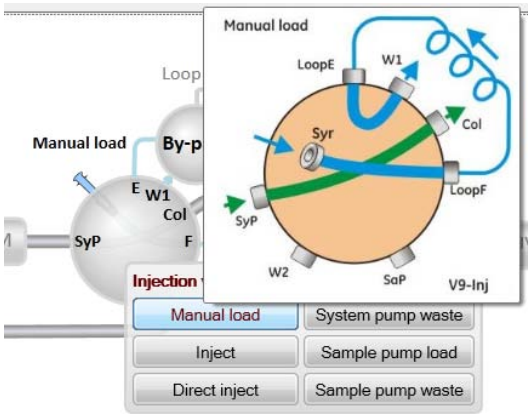 Manual load
LoopE
W1
Loop
Col
Syr
Manual load
By-p
LoopF
E
W1
Col
SyP
SyP
F
W2
SaP
V9-Inj
Injection
Manual load
System pump waste
Inject
Sample pump load
Direct inject
Sample pump waste